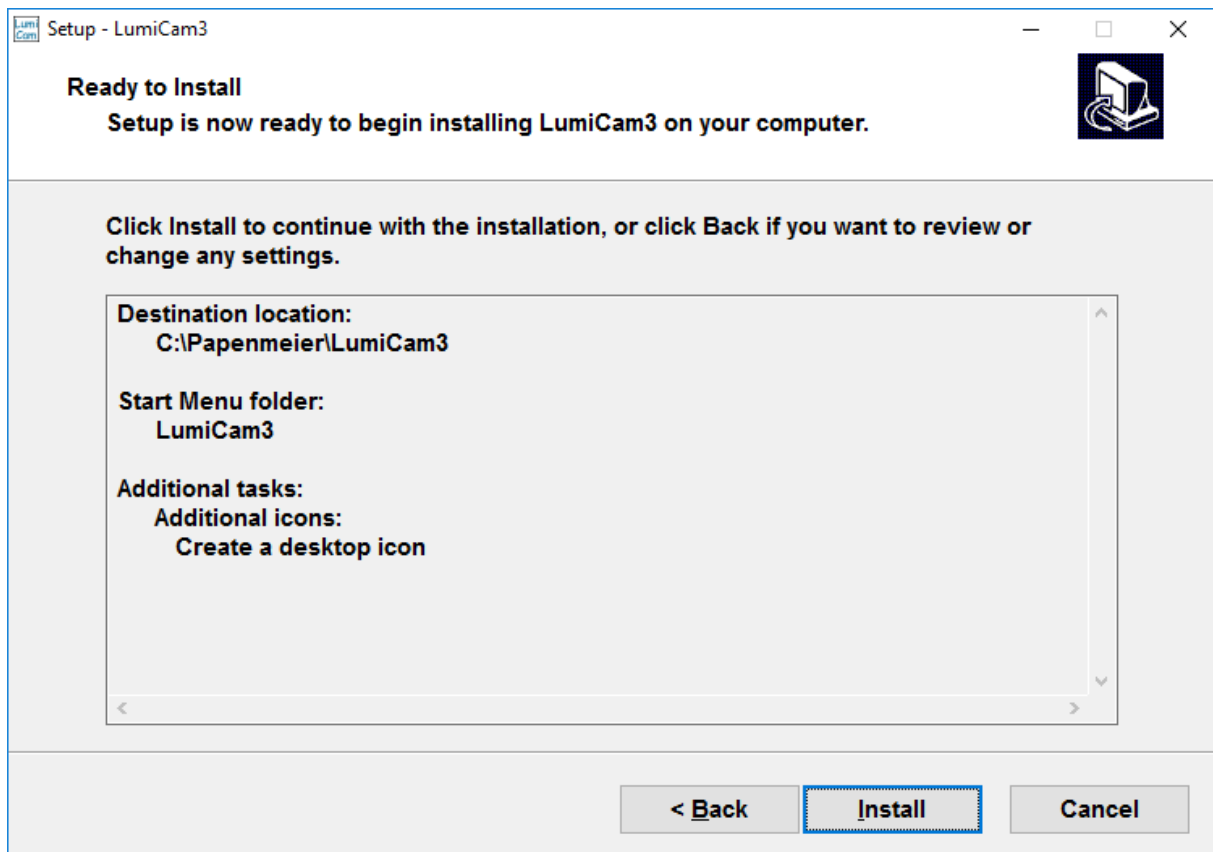 Lumi
Cam
Setup - LumiCam3
Ready to Install
Setup is now ready to begin installing LumiCam3 on your computer.
Click Install to continue with the installation, or click Back if you want to review or
change any settings.
Destination location:
C:\Papenmeier\LumiCam3
Start Menu folder:
LumiCam3
Additional tasks:
Additional icons:
Create a desktop icon
< Back
Install
Cancel